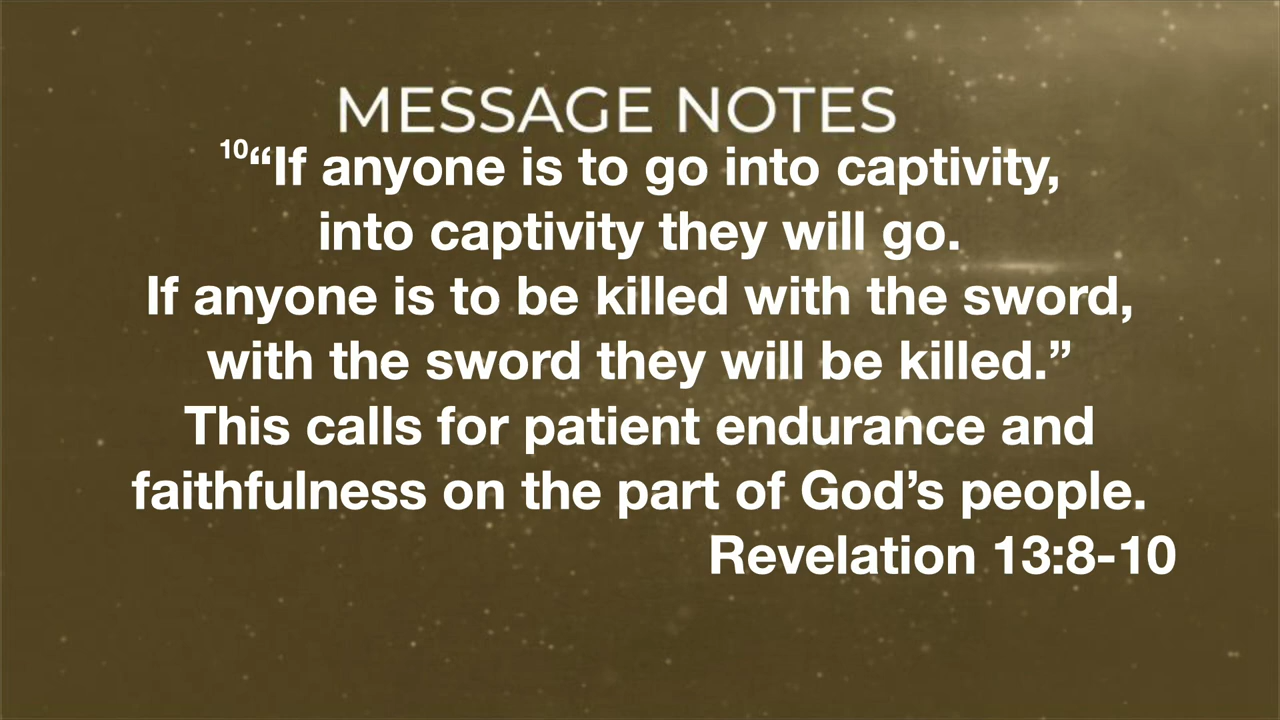 MESSAGE NOTES
10“If anyone is to go into captivity,
into captivity they will go.
If anyone is to be killed with the sword,
with the sword they will be killed.”
This calls for patient endurance and
faithfulness on the part of God’s people.
Revelation 13:8-10